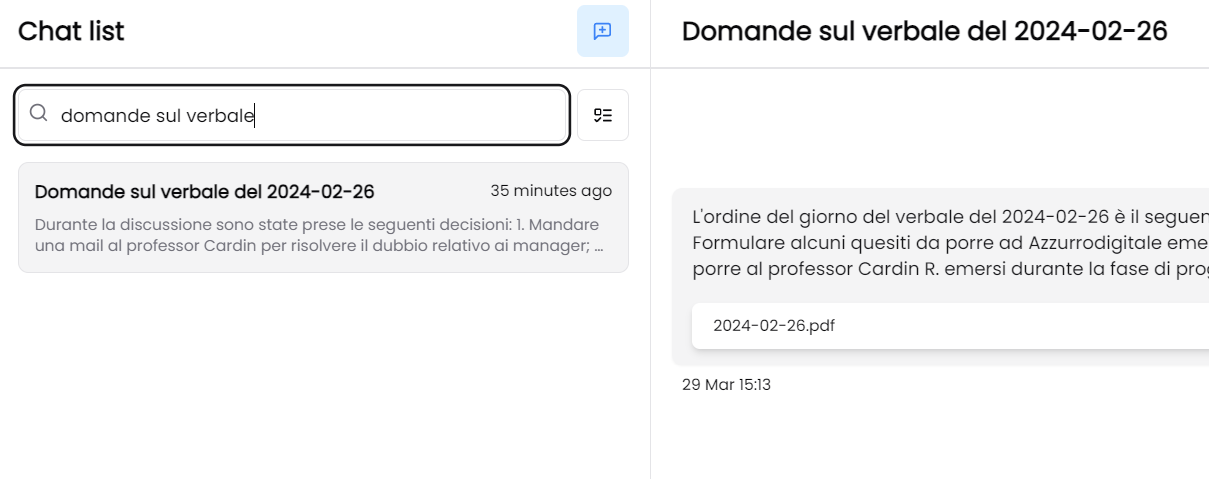 Chat list
domande sul verbale
Domande sul verbale del 2024-02-26
35 minutes ago
Durante la discussione sono state prese le seguenti decisioni: 1. Mandare
una mail al professor Cardin per risolvere il dubbio relativo ai manager; ...
Domande sul verbale del 2024-02-26
L'ordine del giorno del verbale del 2024-02-26 è il seguen
Formulare alcuni quesiti da porre ad Azzurrodigitale eme
porre al professor Cardin R. emersi durante la fase di pro
2024-02-26.pdf
29 Mar 15:13